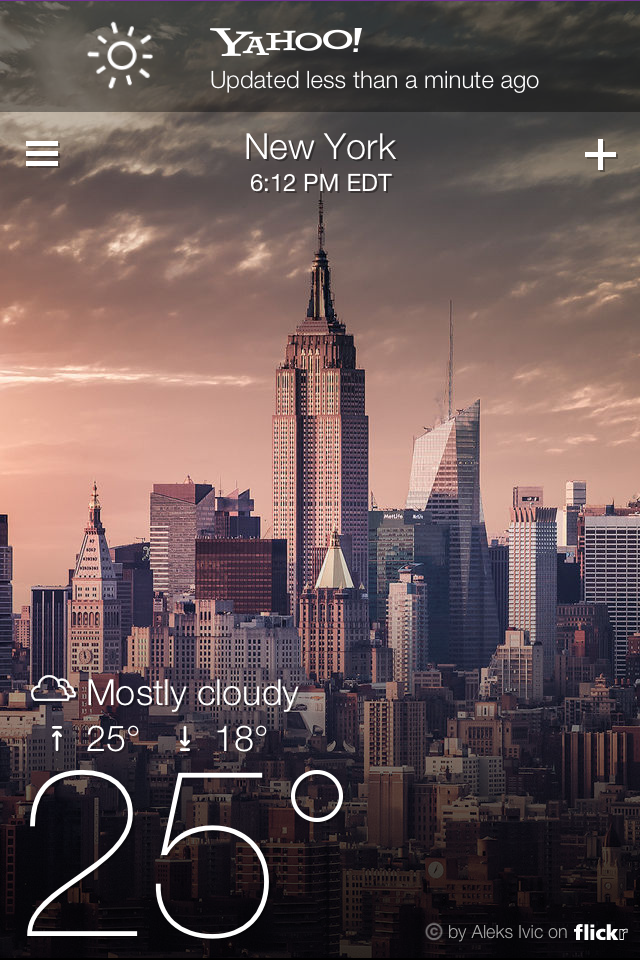 YAHOO!
Updated less than a minute ago
New York
6:12 PM EDT
MetLife
Mostly cloudy
25° 18°
25°
© by Aleks Ivic on flickr